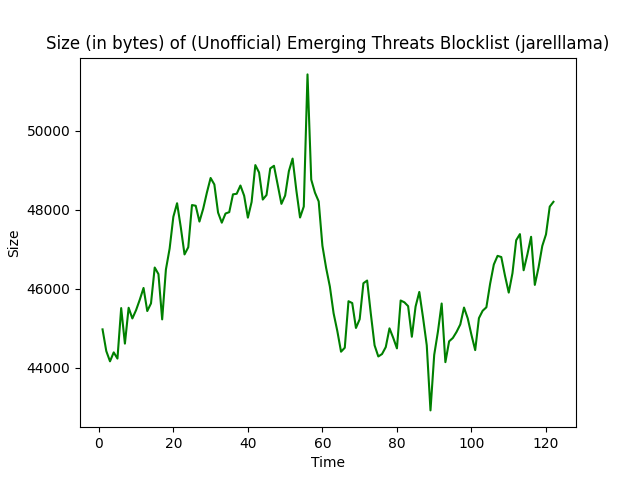 Size (in bytes) of (Unofficial) Emerging Threats Blocklist (jarelllama)
50000
48000
46000
44000
Size
0 20 40 60 80 100 120
Time